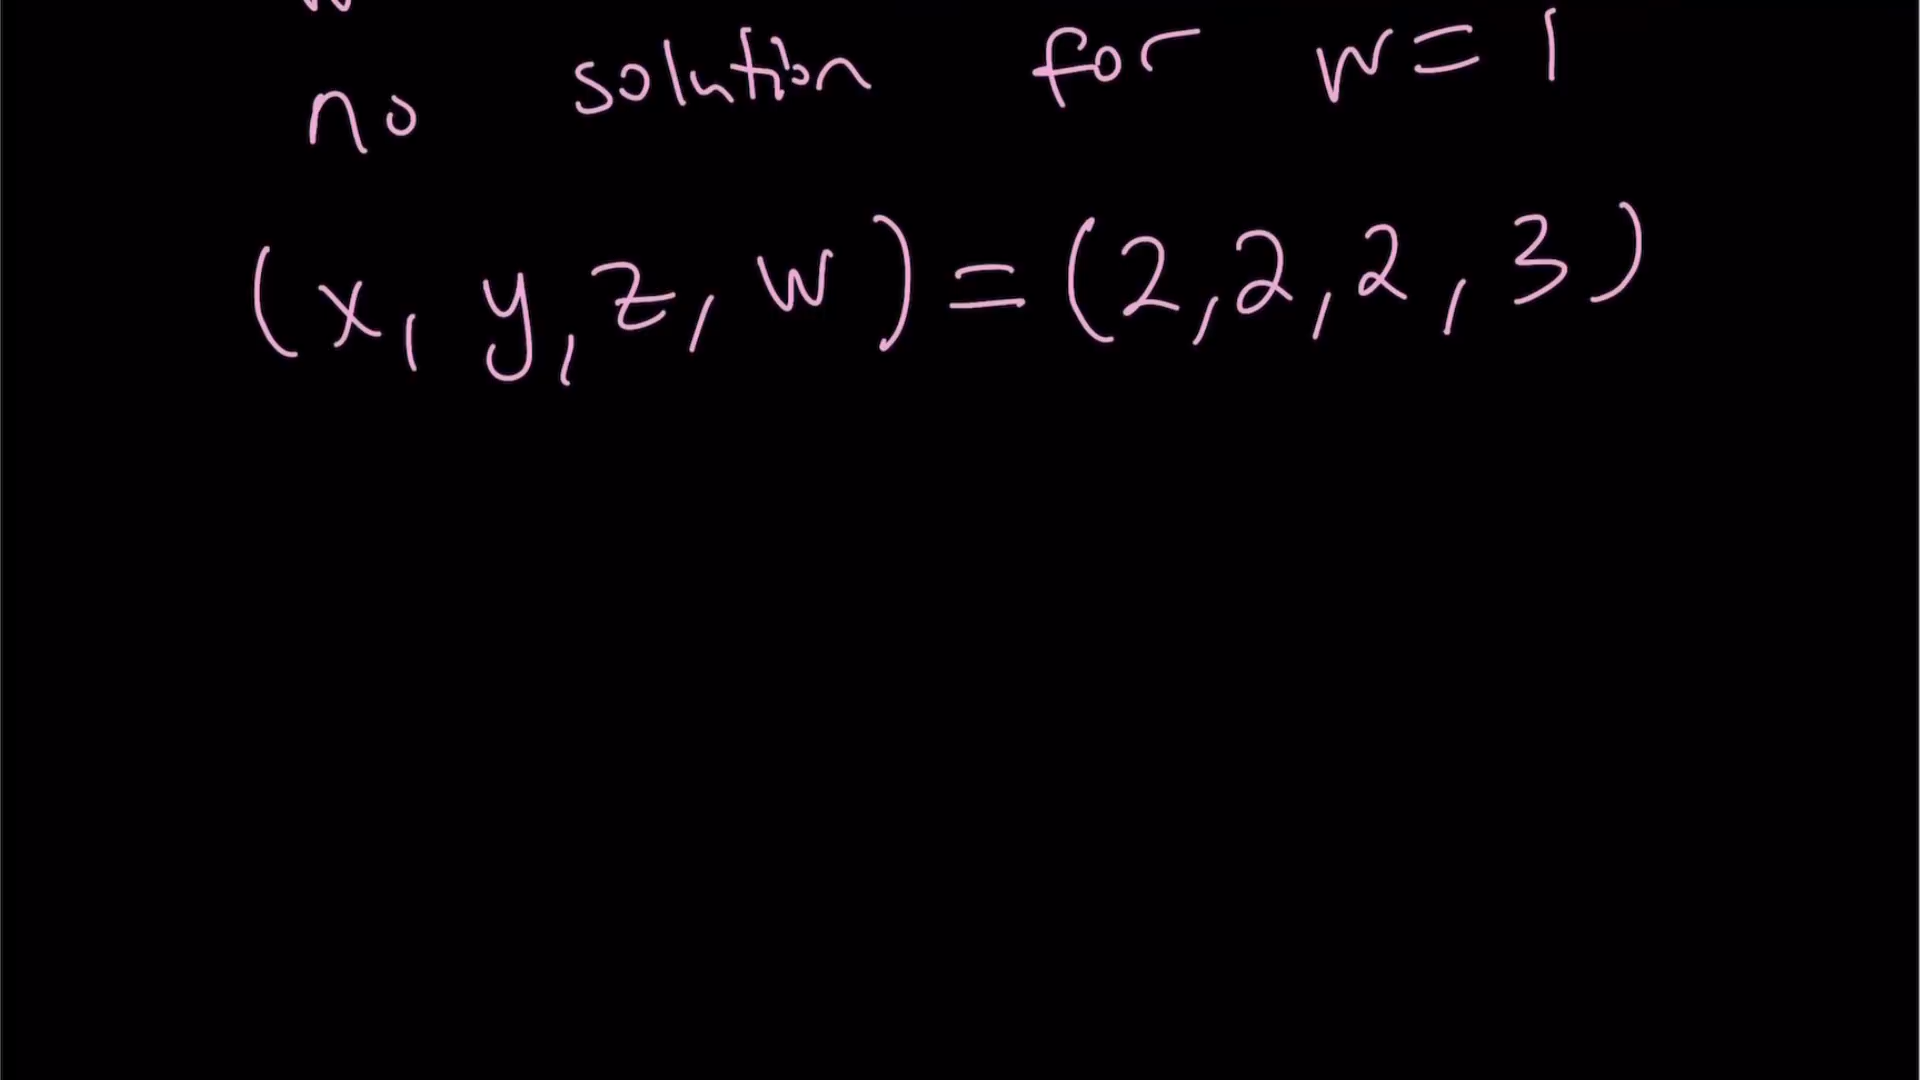 no solution for w = 1
(x, y, z, w) = (2, 2, 2, 3)